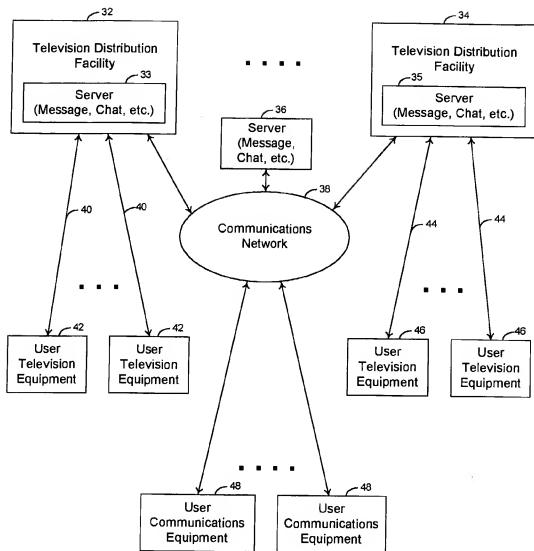 32
Television Distribution
Facility
33
Server
(Message, Chat, etc.)
34
Television Distribution
Facility
35
Server
(Message, Chat, etc.)
36
Server
(Message,
Chat, etc.)
38
Communications
Network
40
40
44
44
42
User
Television
Equipment
42
User
Television
Equipment
46
User
Television
Equipment
46
User
Television
Equipment
48
User
Communications
Equipment
48
User
Communications
Equipment